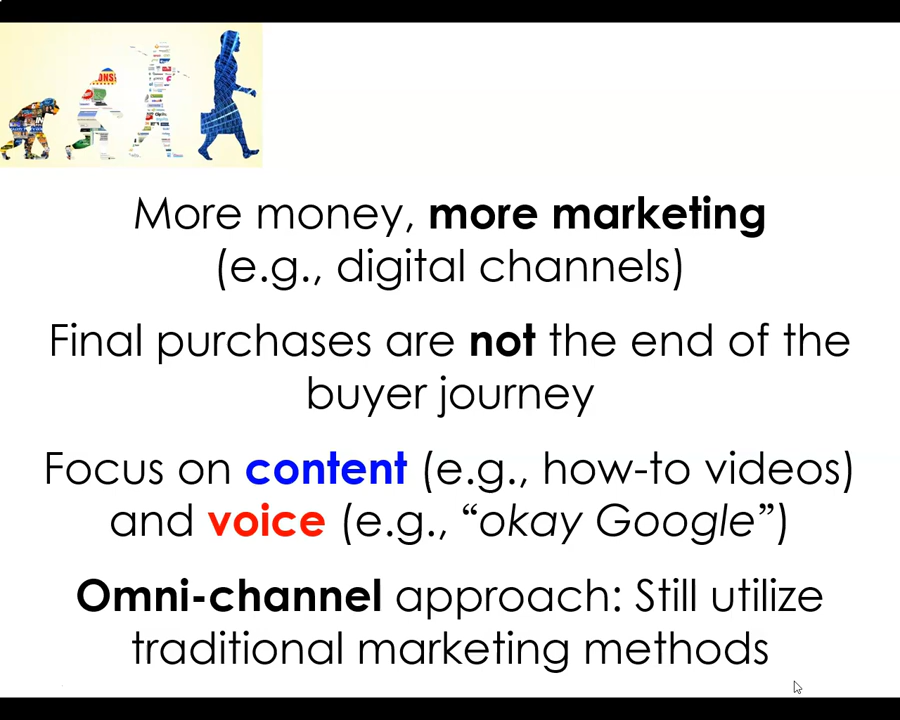 More money, more marketing
(e.g., digital channels)
Final purchases are not the end of the
buyer journey
Focus on content (e.g., how-to videos)
and voice (e.g., “okay Google”)
Omni-channel approach: Still utilize
traditional marketing methods